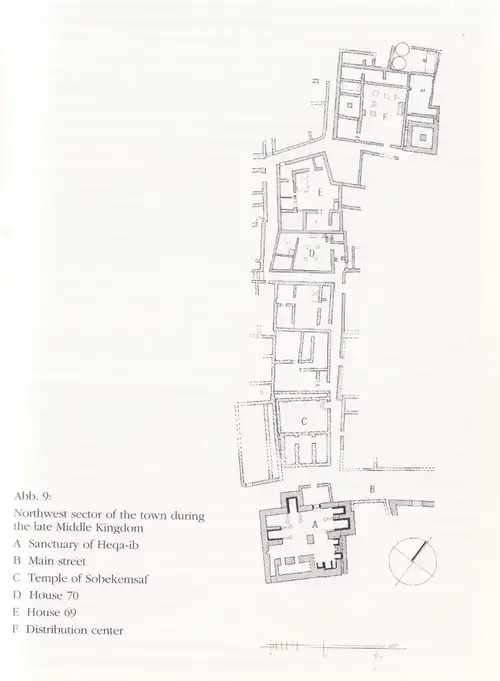 F
E
D
C
B
A
Abb. 9:
Northwest sector of the town during
the late Middle Kingdom
A Sanctuary of Heqa-ib
B Main street
C Temple of Sobekemsaf
D House 70
E House 69
F Distribution center